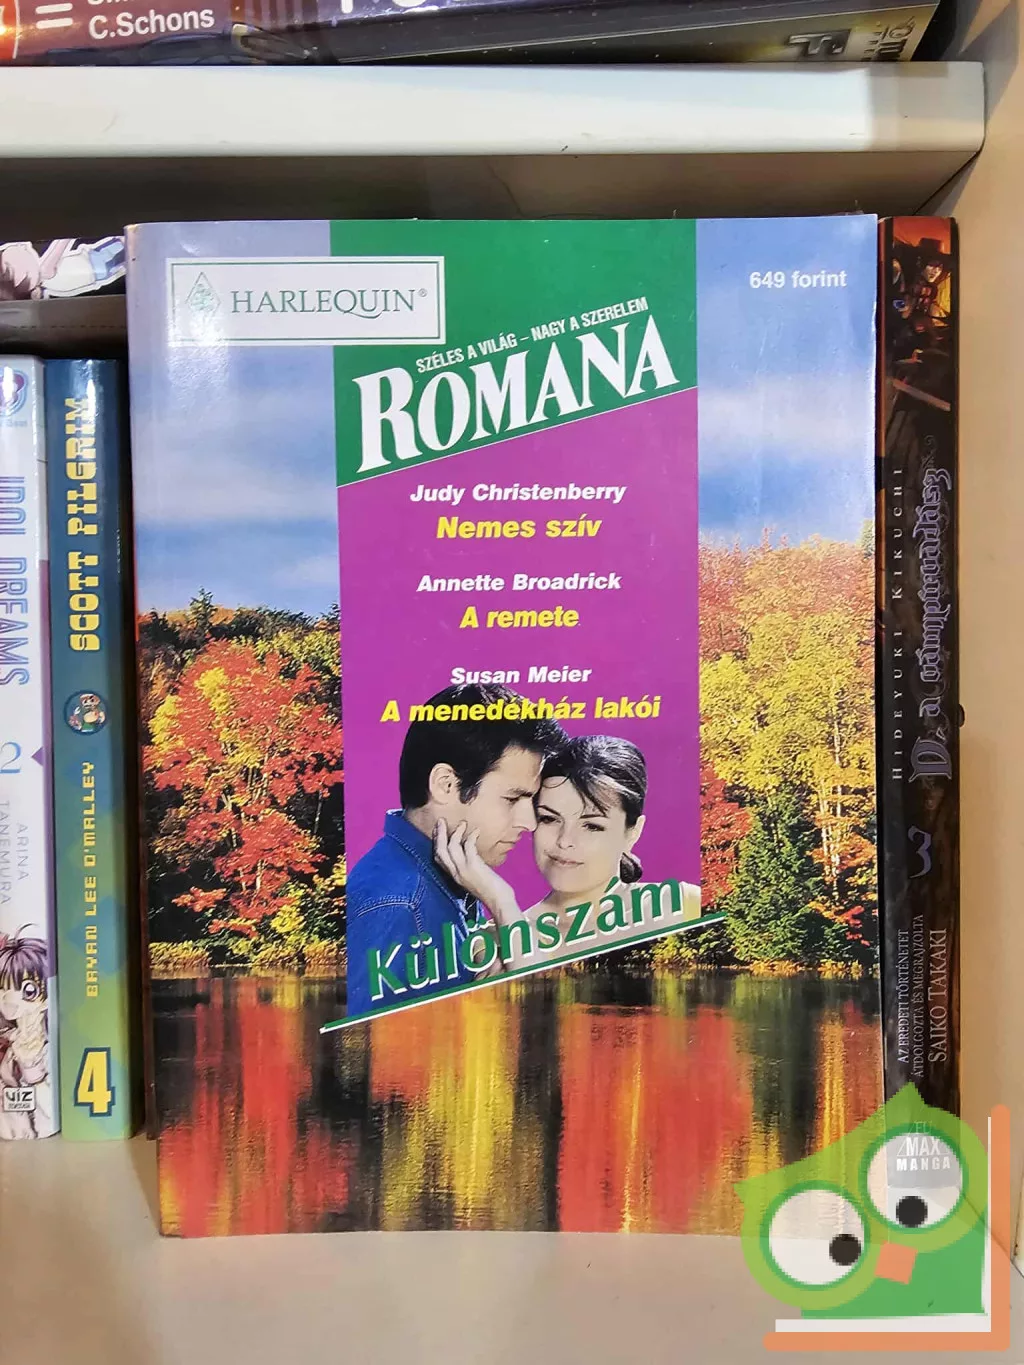 C.Schons
HARLEQUIN®
649 forint
SZÉLES A VILÁG – NAGY A SZERELEM
ROMANA
Judy Christenberry
Nemes szív
Annette Broadrick
A remete
Susan Meier
A menedékház lakói
Különszám
IDOL DREAMS
2
ARINA TANEMURA
VIZ
SCOTT PILGRIM
BRYAN LEE O'MALLEY
4
HIDEYUKI KIKUCHI
D, a vámpírvadász
3
AZ EREDETI TÖRTÉNETET
ÁTDOLGOZTA ÉS MEGRAJZOLTA
SAIKO TAKAKI
FU
MAX
MANGA